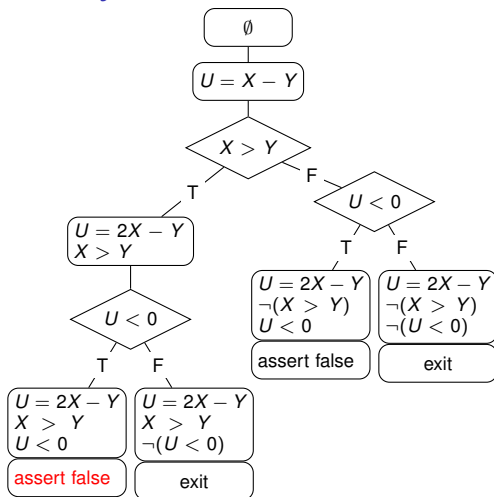 ∅
U = X − Y
X > Y
T
F
U = 2X − Y
X > Y
U < 0
T
F
U < 0
T
F
U = 2X − Y
¬(X > Y)
U < 0
assert false
U = 2X − Y
¬(X > Y)
¬(U < 0)
exit
U = 2X − Y
X > Y
U < 0
assert false
U = 2X − Y
X > Y
¬(U < 0)
exit